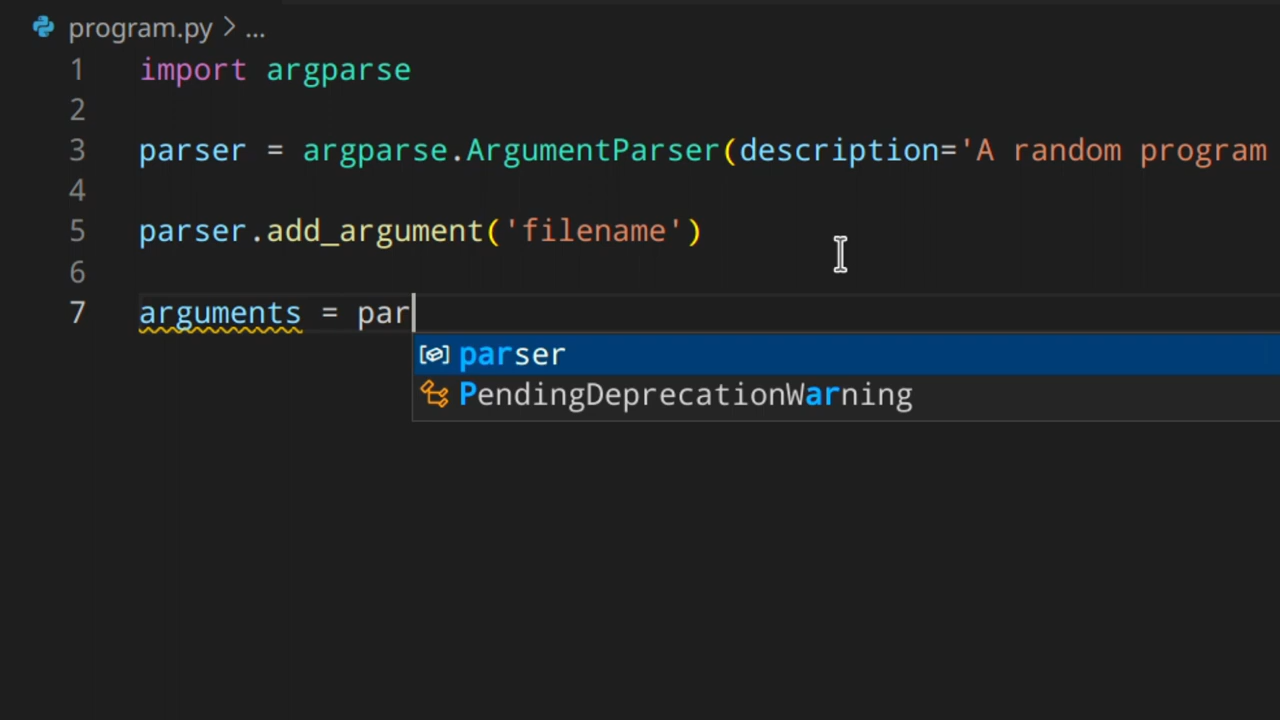 program.py > ...
1 import argparse
2
3 parser = argparse.ArgumentParser(description='A random program
4
5 parser.add_argument('filename')
6
7 arguments = par
parser
PendingDeprecationWarning